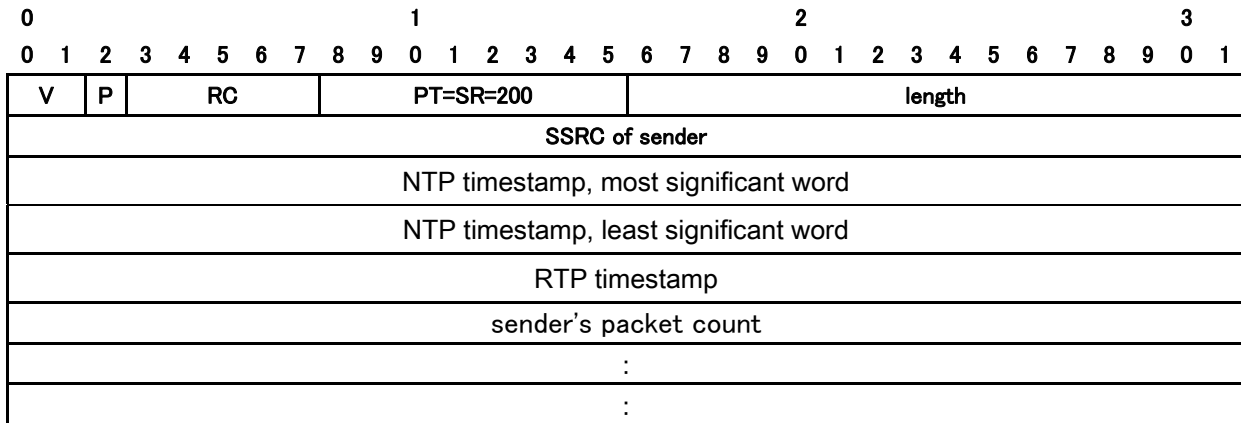 0 1 2 3
0 1 2 3 4 5 6 7 8 9 0 1 2 3 4 5 6 7 8 9 0 1 2 3 4 5 6 7 8 9 0 1
V P RC PT=SR=200 length
SSRC of sender
NTP timestamp, most significant word
NTP timestamp, least significant word
RTP timestamp
sender's packet count
:
: